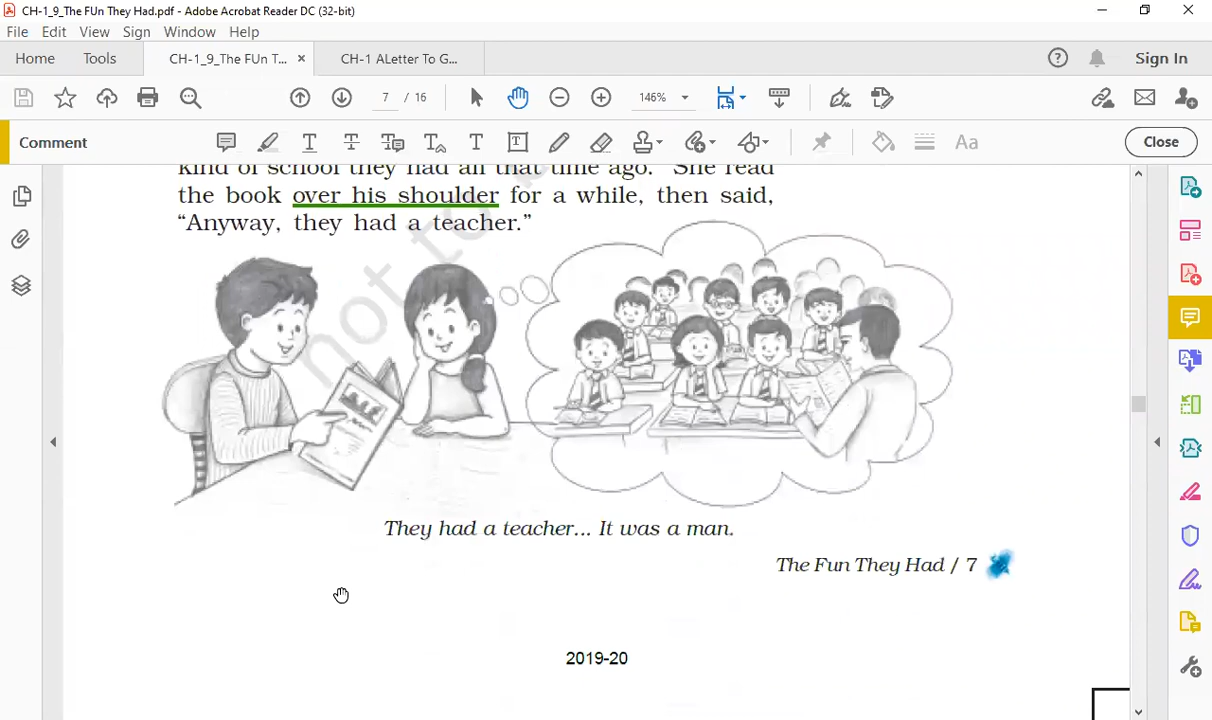 CH-1_9_The FUn They Had.pdf - Adobe Acrobat Reader DC (32-bit)
File Edit View Sign Window Help
Home Tools CH-1_9_The FUn T... × CH-1 ALetter To G... Sign In
7 / 16 146%
Comment Close
kind of school they had all that time ago." She read
the book over his shoulder for a while, then said,
“Anyway, they had a teacher.”
not to be
They had a teacher... It was a man.
The Fun They Had / 7
2019-20